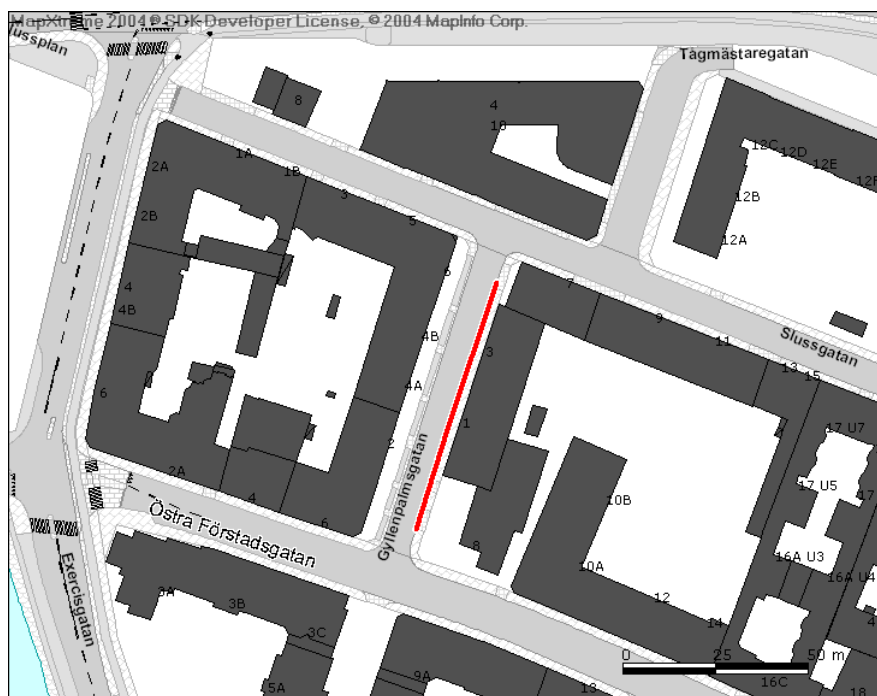 MapXtreme 2004 ® SDK Developer License, © 2004 MapInfo Corp.
lussplan
Tågmästaregatan
8
4
10
12C
12D
12E
12F
2A
1A
1B
3
12B
2B
5
12A
6
4
7
4B
9
4B
11
Slussgatan
3
13
15
4A
6
1
2
17 U7
2A
17 U5
17
4
6
10B
Östra Förstadsgatan
Gyllenpalmsgatan
8
10A
16A U3
16A U4
Exercisgatan
3A
3B
12
14
4
3C
0 25 50 m
5A
9A
13
16C
18